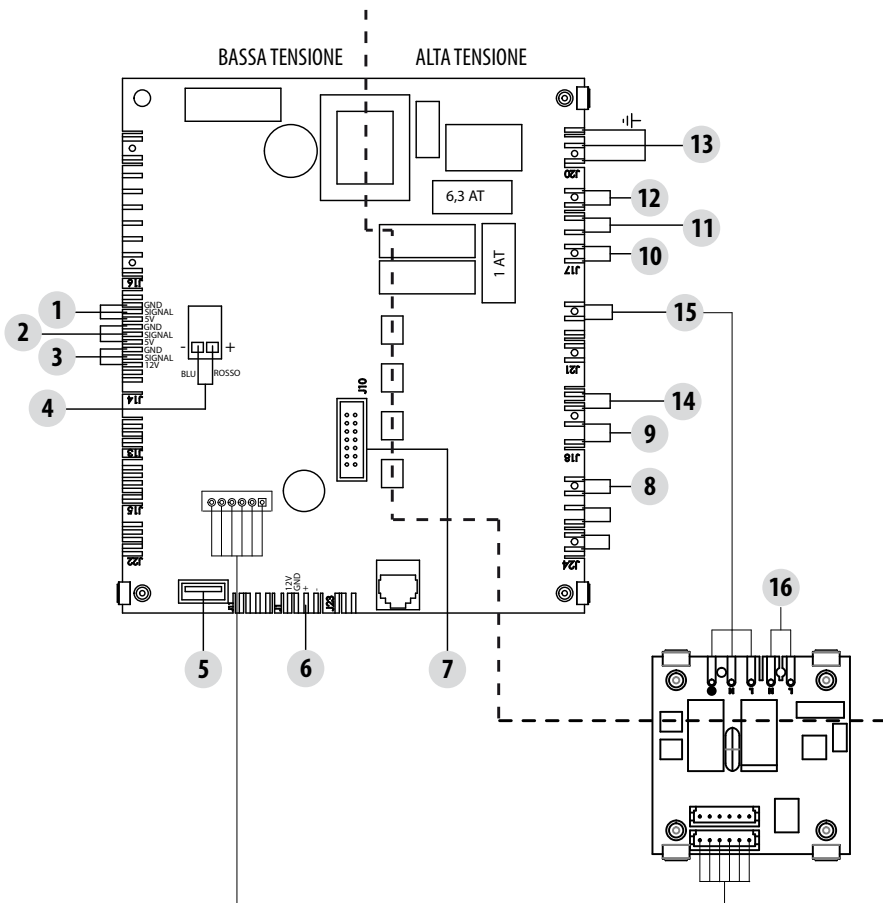 BASSA TENSIONE
ALTA TENSIONE
13
J20
6,3 AT
12
11
1 AT
10
J17
J16
1
GND
SIGNAL
5V
2
GND
SIGNAL
5V
3
GND
SIGNAL
12V
- +
BLU ROSSO
15
J21
J10
4
J14
14
9
J13
J18
8
J15
J22
J24
12V
GND
+
-
J1
J23
16
5
6
7
N
L
N
L